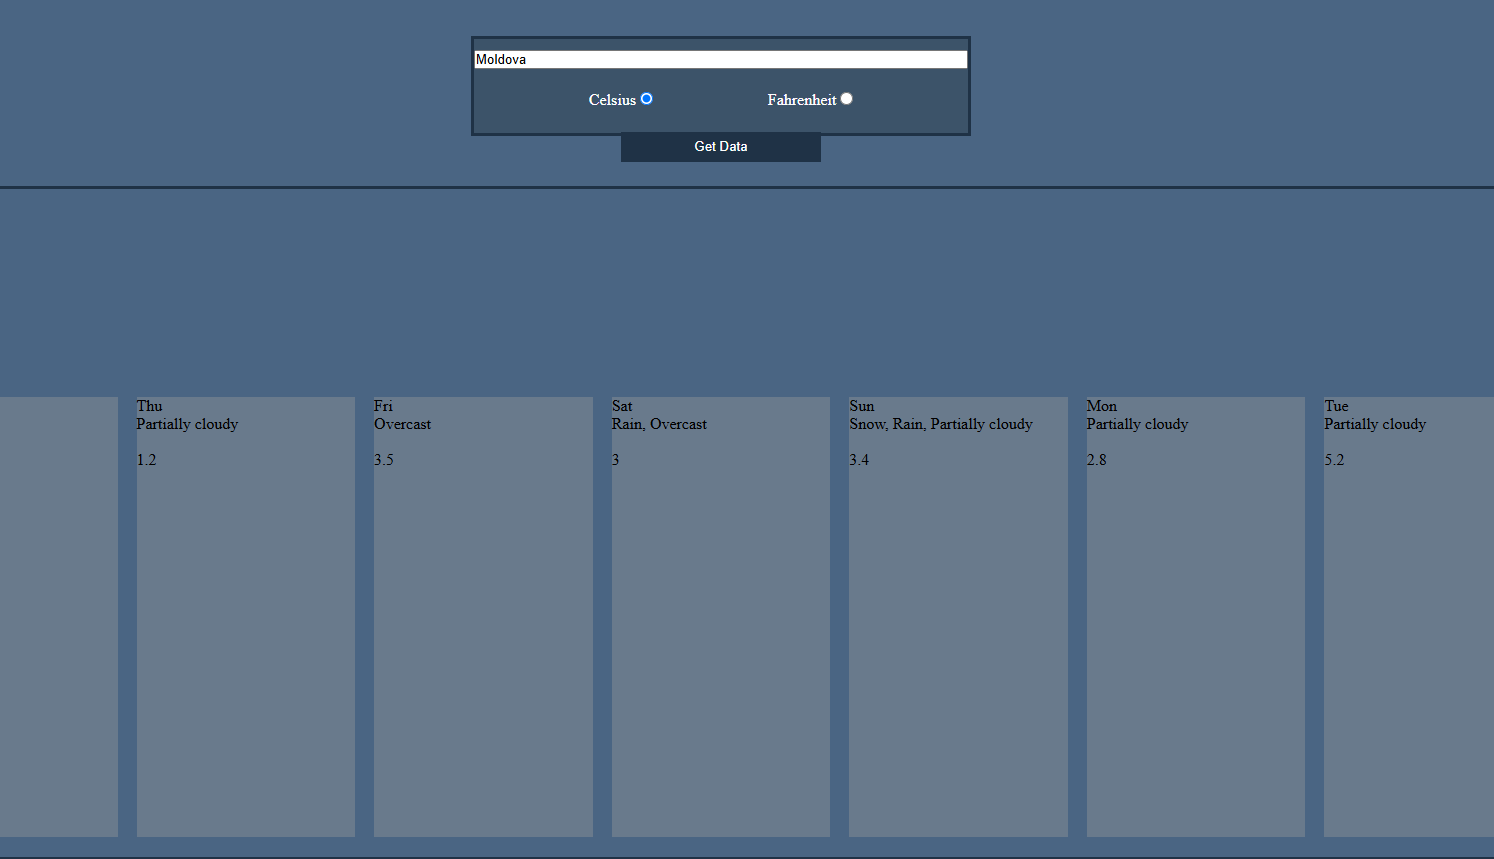 Moldova
Celsius
Fahrenheit
Get Data
Thu
Partially cloudy
1.2
Fri
Overcast
3.5
Sat
Rain, Overcast
3
Sun
Snow, Rain, Partially cloudy
3.4
Mon
Partially cloudy
2.8
Tue
Partially cloudy
5.2